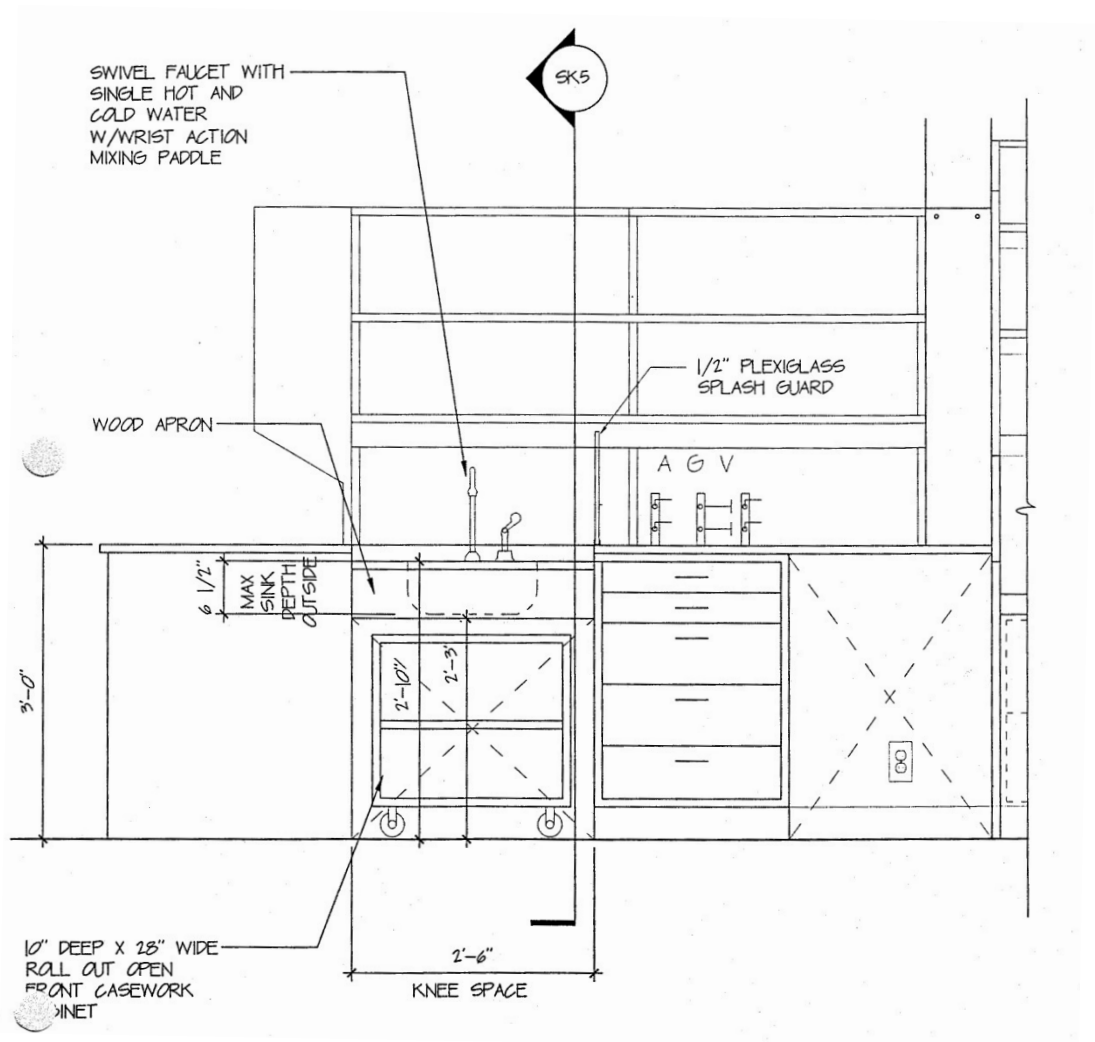 SWIVEL FAUCET WITH
SINGLE HOT AND
COLD WATER
W/WRIST ACTION
MIXING PADDLE
SK5
1/2" PLEXIGLASS
SPLASH GUARD
WOOD APRON
A G V
6 1/2"
MAX
SINK
DEPTH
OUTSIDE
3'-0"
2'-10"
2'-3"
X
10" DEEP X 28" WIDE
ROLL OUT OPEN
FRONT CASEWORK
2'-6"
KNEE SPACE